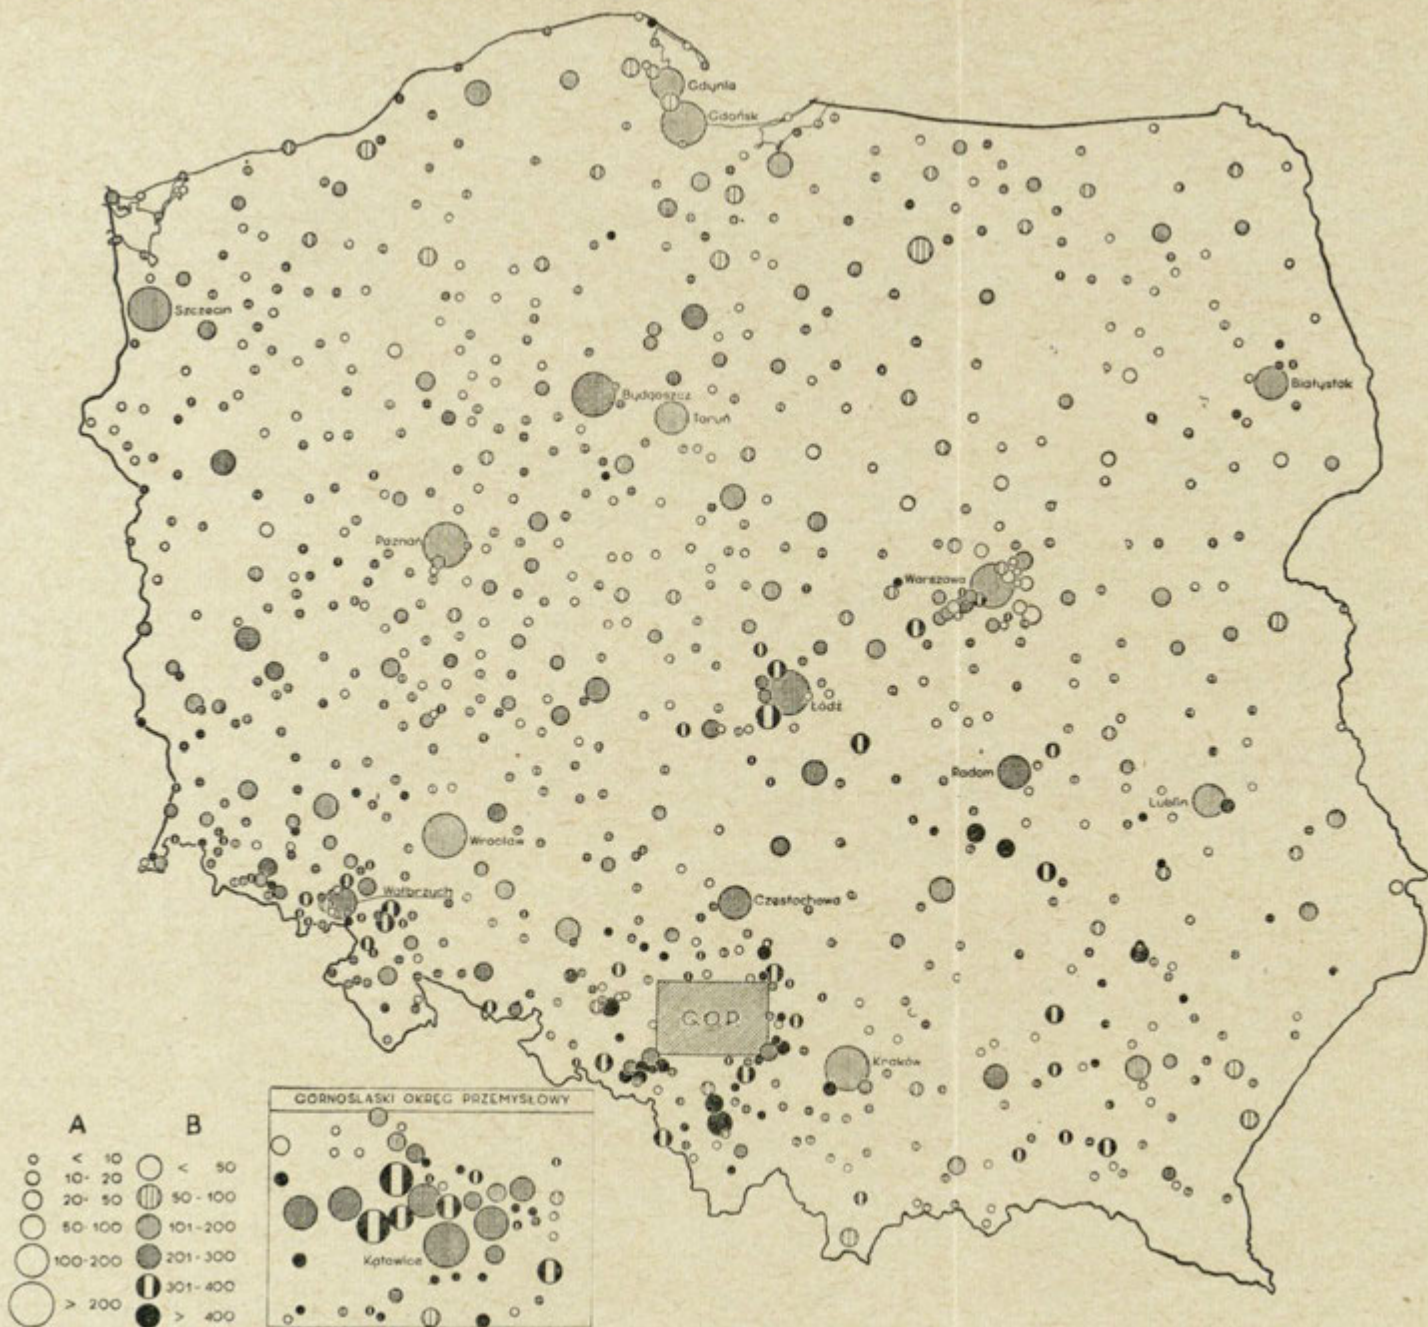 Gdynia
Gdańsk
Szczecin
Białystok
Bydgoszcz
Toruń
Poznań
Warszawa
Łódź
Radom
Lublin
Wrocław
Wałbrzych
Częstochowa
G.O.P.
Kraków
GÓRNOŚLĄSKI OKRĘG PRZEMYSŁOWY
Katowice
A B
< 10 < 50
10- 20 50-100
20- 50 101-200
50-100 201-300
100-200 301-400
> 200 > 400